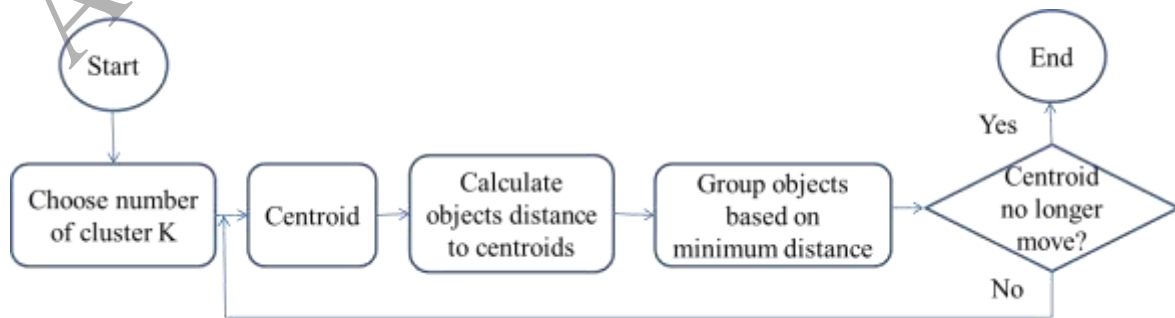 Start
Choose number
of cluster K
Centroid
Calculate
objects distance
to centroids
Group objects
based on
minimum distance
Centroid
no longer
move?
Yes
End
No